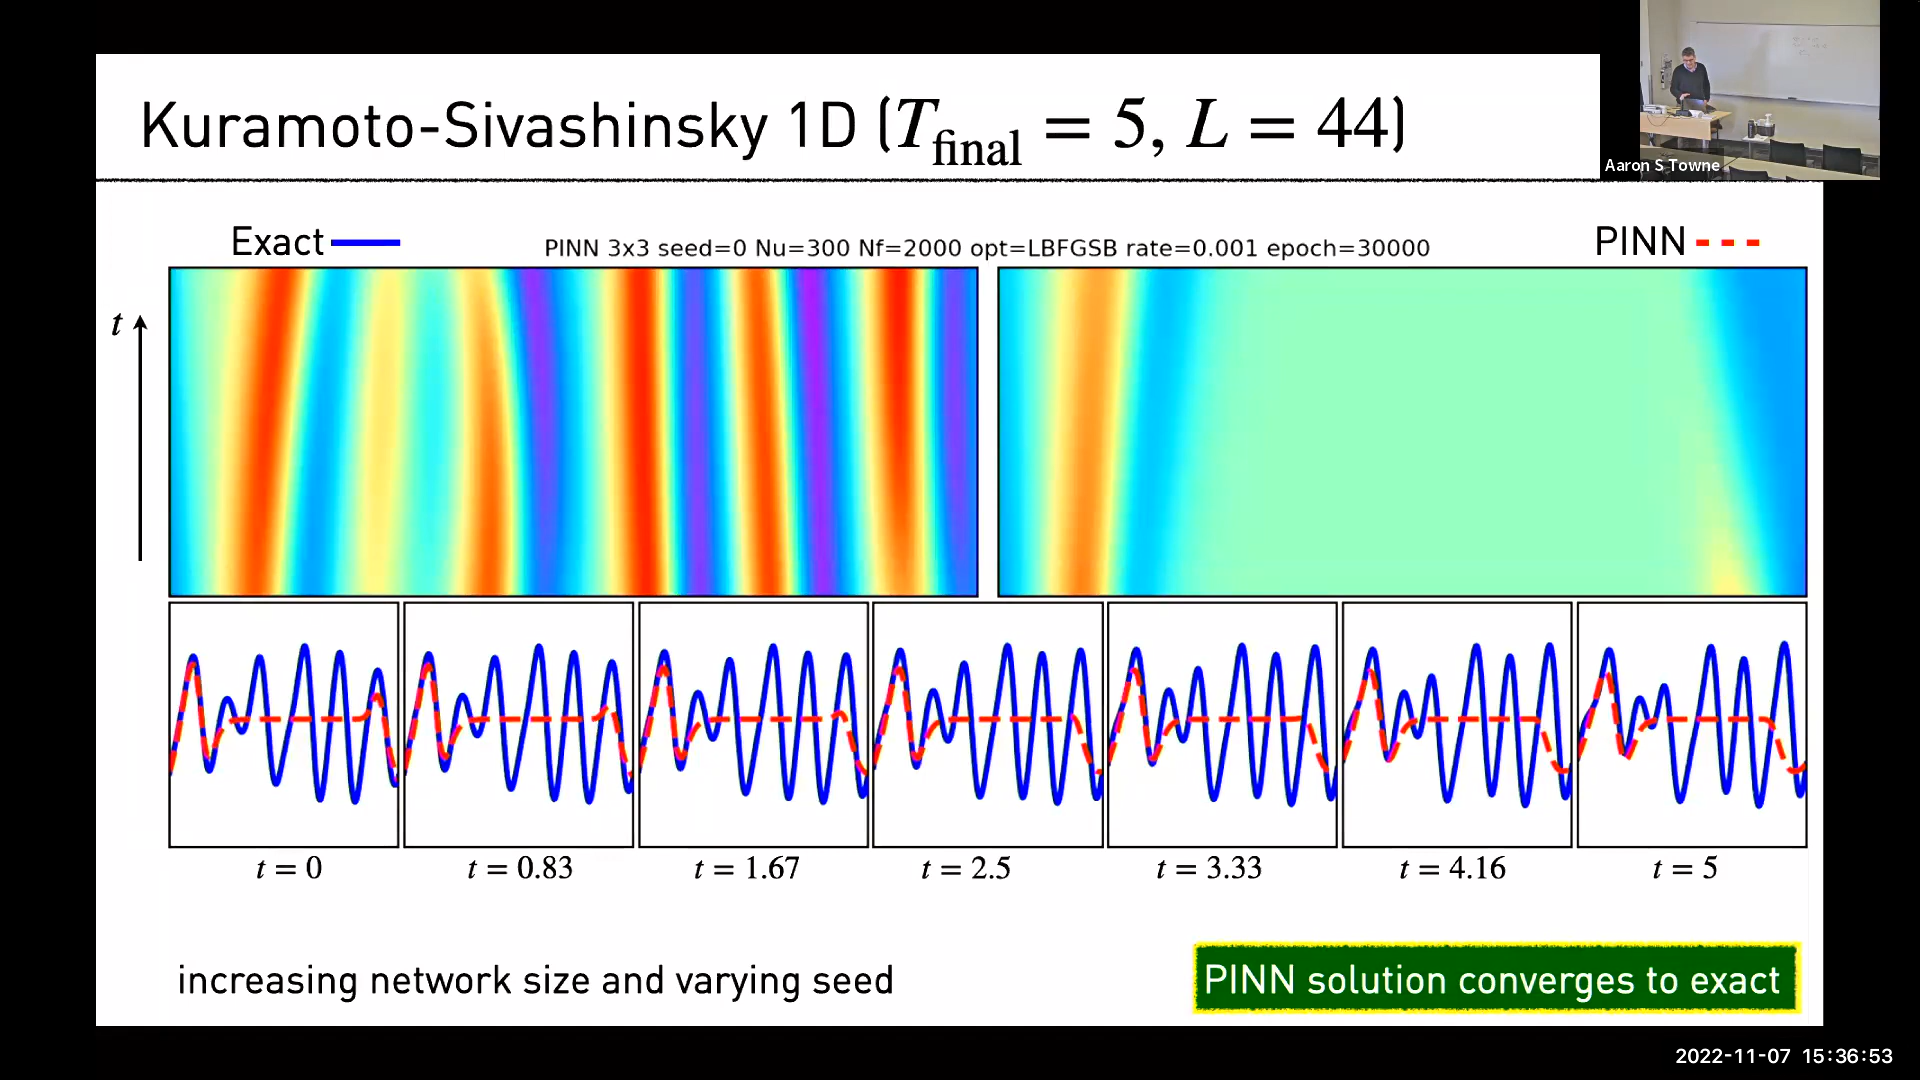 Kuramoto-Sivashinsky 1D (T_final = 5, L = 44)
Aaron S Towne
Exact
PINN 3x3 seed=0 Nu=300 Nf=2000 opt=LBFGSB rate=0.001 epoch=30000
PINN
t
t = 0
t = 0.83
t = 1.67
t = 2.5
t = 3.33
t = 4.16
t = 5
increasing network size and varying seed
PINN solution converges to exact
2022-11-07 15:36:53